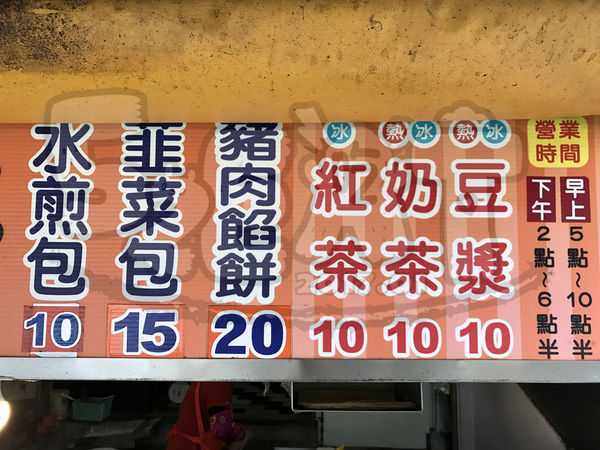 水煎包
10
韭菜包
15
豬肉餡餅
20
冰
紅茶
10
熱冰
奶茶
10
熱冰
豆漿
10
營業
時間
早上
5點～10點半
下午
2點～6點半